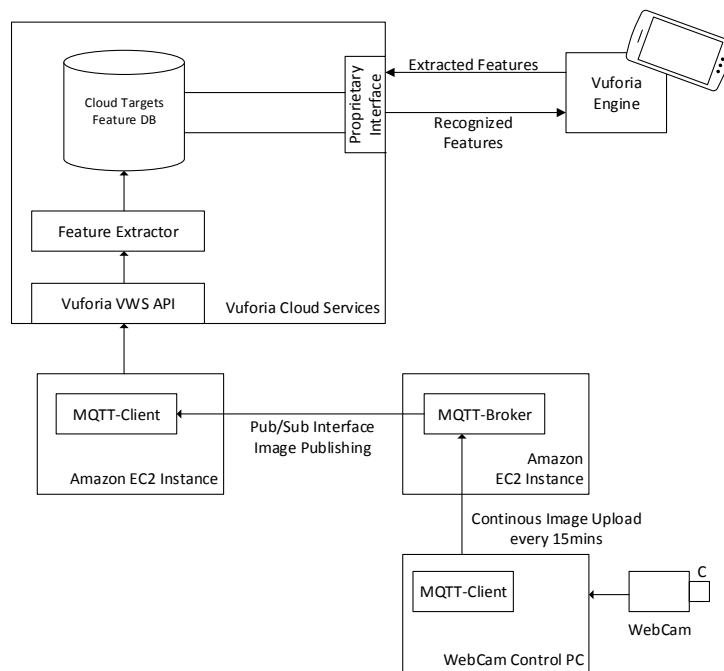 Cloud Targets
Feature DB
Proprietary
Interface
Extracted Features
Recognized
Features
Vuforia
Engine
Feature Extractor
Vuforia VWS API
Vuforia Cloud Services
MQTT-Client
Amazon EC2 Instance
Pub/Sub Interface
Image Publishing
MQTT-Broker
Amazon
EC2 Instance
Continous Image Upload
every 15mins
MQTT-Client
WebCam Control PC
C
WebCam